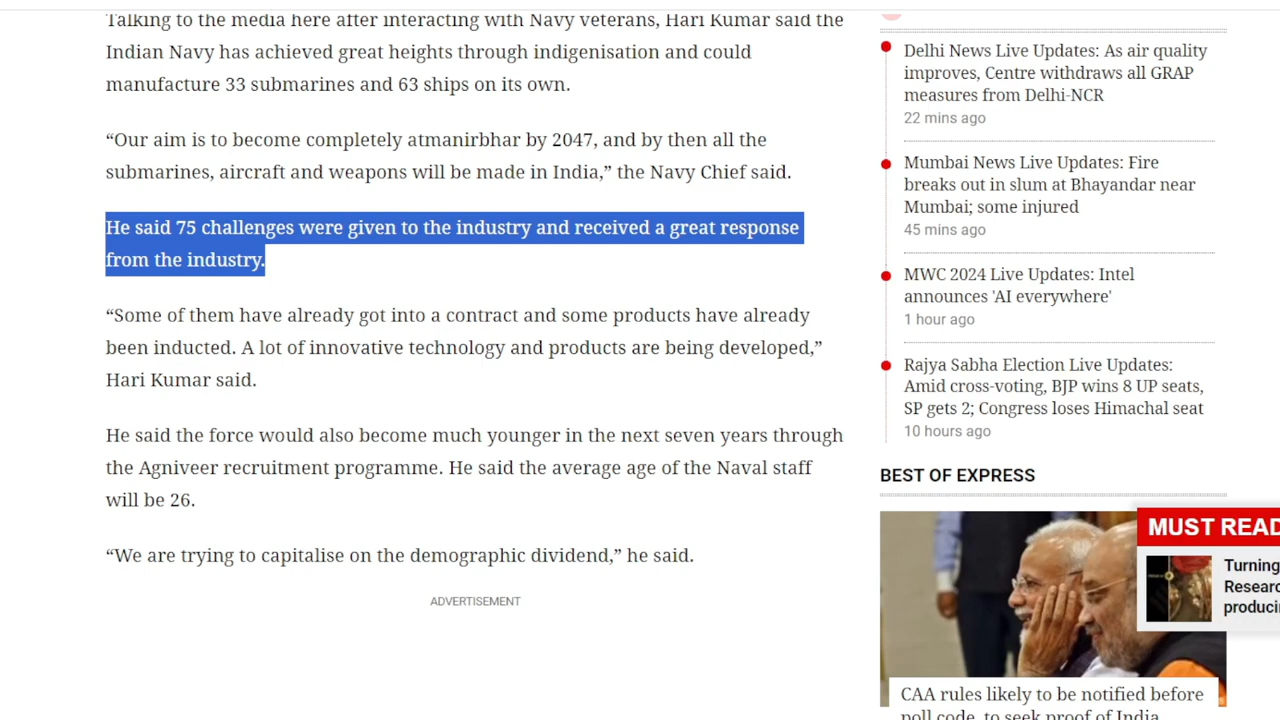 Talking to the media here after interacting with Navy veterans, Hari Kumar said the
Indian Navy has achieved great heights through indigenisation and could
manufacture 33 submarines and 63 ships on its own.
“Our aim is to become completely atmanirbhar by 2047, and by then all the
submarines, aircraft and weapons will be made in India,” the Navy Chief said.
He said 75 challenges were given to the industry and received a great response
from the industry.
“Some of them have already got into a contract and some products have already
been inducted. A lot of innovative technology and products are being developed,”
Hari Kumar said.
He said the force would also become much younger in the next seven years through
the Agniveer recruitment programme. He said the average age of the Naval staff
will be 26.
“We are trying to capitalise on the demographic dividend,” he said.
ADVERTISEMENT
Delhi News Live Updates: As air quality
improves, Centre withdraws all GRAP
measures from Delhi-NCR
22 mins ago
Mumbai News Live Updates: Fire
breaks out in slum at Bhayandar near
Mumbai; some injured
45 mins ago
MWC 2024 Live Updates: Intel
announces 'AI everywhere'
1 hour ago
Rajya Sabha Election Live Updates:
Amid cross-voting, BJP wins 8 UP seats,
SP gets 2; Congress loses Himachal seat
10 hours ago
BEST OF EXPRESS
MUST READ
Turning
Researc
producin
CAA rules likely to be notified before
poll code, to seek proof of India